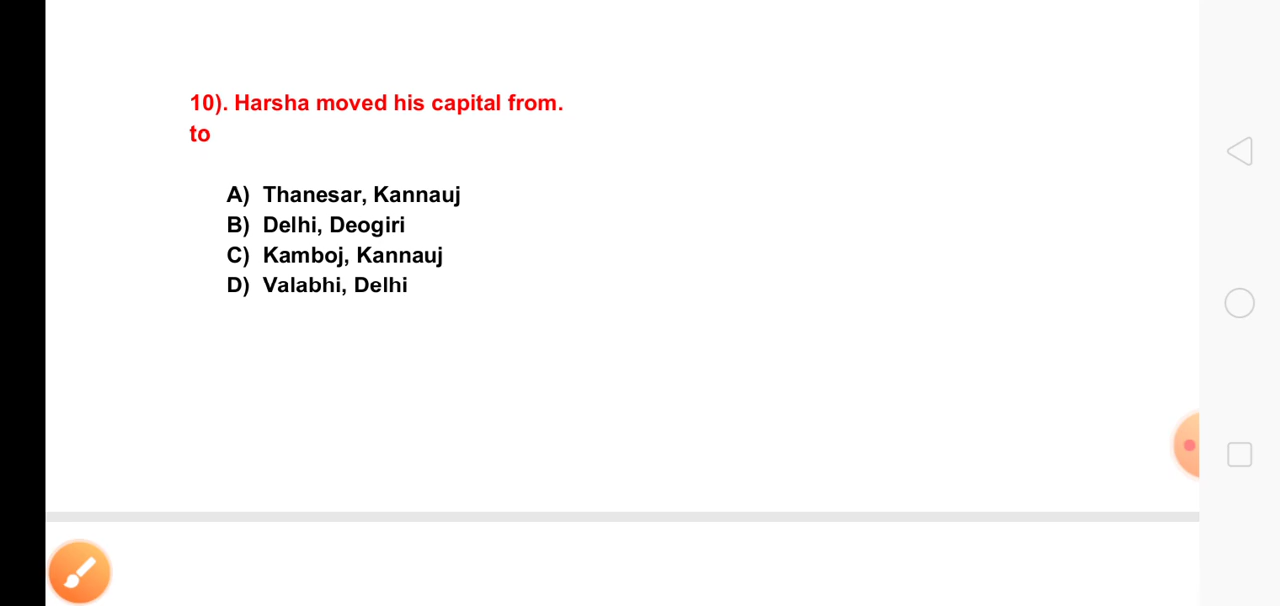 10). Harsha moved his capital from.
to
A) Thanesar, Kannauj
B) Delhi, Deogiri
C) Kamboj, Kannauj
D) Valabhi, Delhi